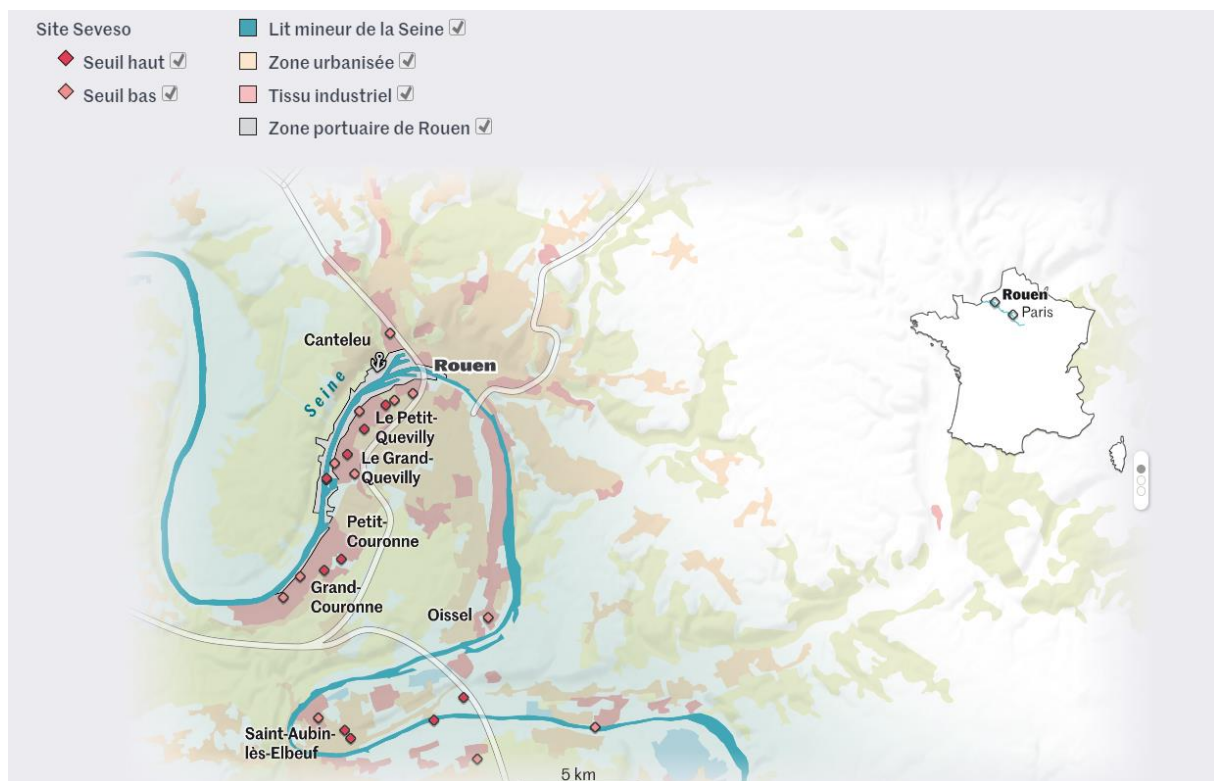 Site Seveso
Seuil haut
Seuil bas
Lit mineur de la Seine
Zone urbanisée
Tissu industriel
Zone portuaire de Rouen
Rouen
Paris
Canteleu
Rouen
Seine
Le Petit-
Quevilly
Le Grand-
Quevilly
Petit-
Couronne
Grand-
Couronne
Oissel
Saint-Aubin-
lès-Elbeuf
5 km